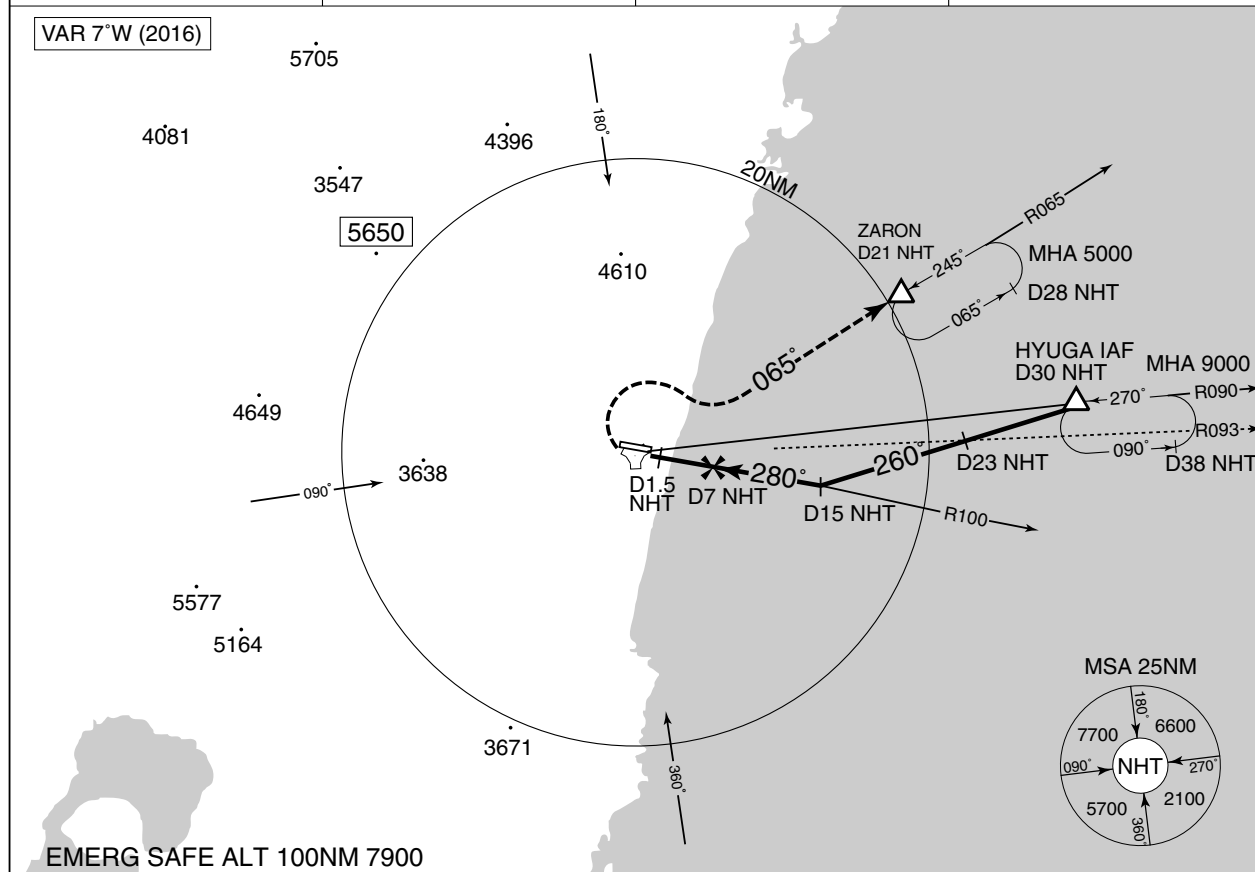 VAR 7˚W (2016)
5705
180˚
4081
4396
3547
20NM
5650
ZARON
D21 NHT
R065
245˚
MHA 5000
4610
D28 NHT
065˚
065˚
HYUGA IAF
D30 NHT
MHA 9000
270˚
R090
4649
R093
090˚
D38 NHT
260˚
D23 NHT
3638
D1.5
NHT
D7 NHT
280˚
D15 NHT
090˚
R100
5577
5164
MSA 25NM
180˚
7700
6600
3671
360˚
090˚
NHT
270˚
5700
2100
360˚
EMERG SAFE ALT 100NM 7900